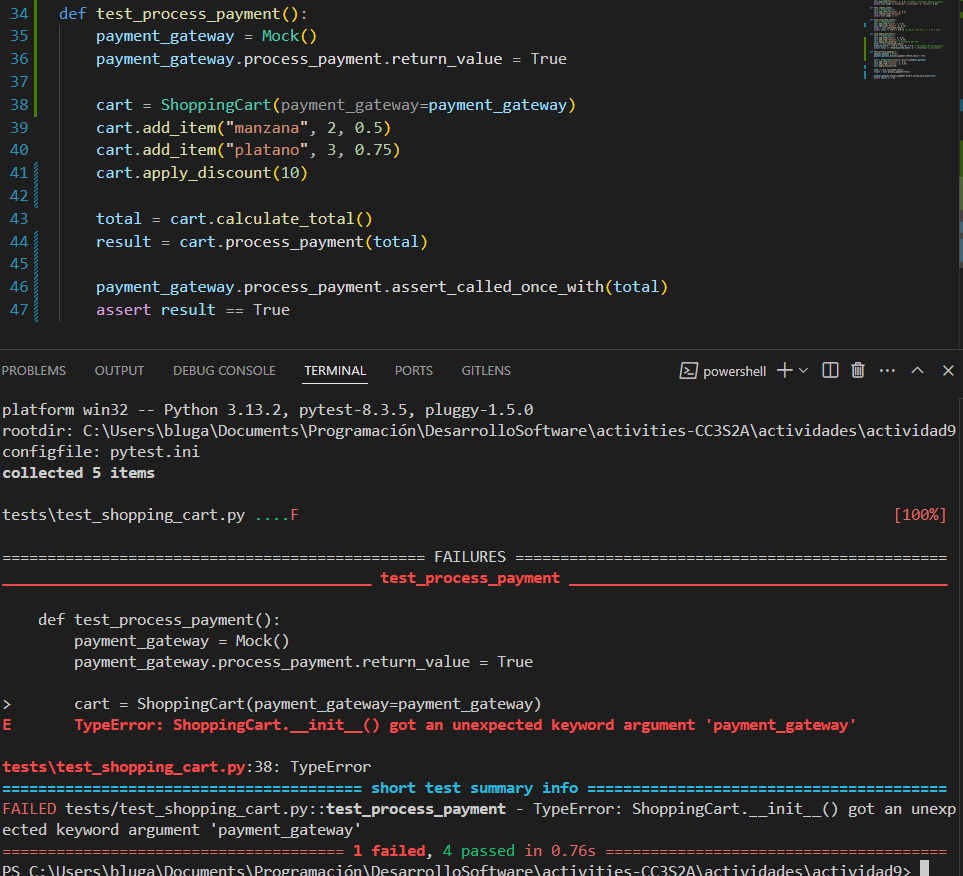 34 def test_process_payment():
35     payment_gateway = Mock()
36     payment_gateway.process_payment.return_value = True
37
38     cart = ShoppingCart(payment_gateway=payment_gateway)
39     cart.add_item("manzana", 2, 0.5)
40     cart.add_item("platano", 3, 0.75)
41     cart.apply_discount(10)
42
43     total = cart.calculate_total()
44     result = cart.process_payment(total)
45
46     payment_gateway.process_payment.assert_called_once_with(total)
47     assert result == True
PROBLEMS OUTPUT DEBUG CONSOLE TERMINAL PORTS GITLENS powershell
platform win32 -- Python 3.13.2, pytest-8.3.5, pluggy-1.5.0
rootdir: C:\Users\bluga\Documents\Programación\DesarrolloSoftware\activities-CC3S2A\actividades\actividad9
configfile: pytest.ini
collected 5 items
tests\test_shopping_cart.py ....F [100%]
============================================== FAILURES ===============================================
_________________________________________ test_process_payment __________________________________________
    def test_process_payment():
        payment_gateway = Mock()
        payment_gateway.process_payment.return_value = True
>       cart = ShoppingCart(payment_gateway=payment_gateway)
E       TypeError: ShoppingCart.__init__() got an unexpected keyword argument 'payment_gateway'
tests\test_shopping_cart.py:38: TypeError
======================================== short test summary info ========================================
FAILED tests/test_shopping_cart.py::test_process_payment - TypeError: ShoppingCart.__init__() got an unexp
ected keyword argument 'payment_gateway'
====================================== 1 failed, 4 passed in 0.76s ======================================
PS C:\Users\bluga\Documents\Programación\DesarrolloSoftware\activities-CC3S2A\actividades\actividad9>